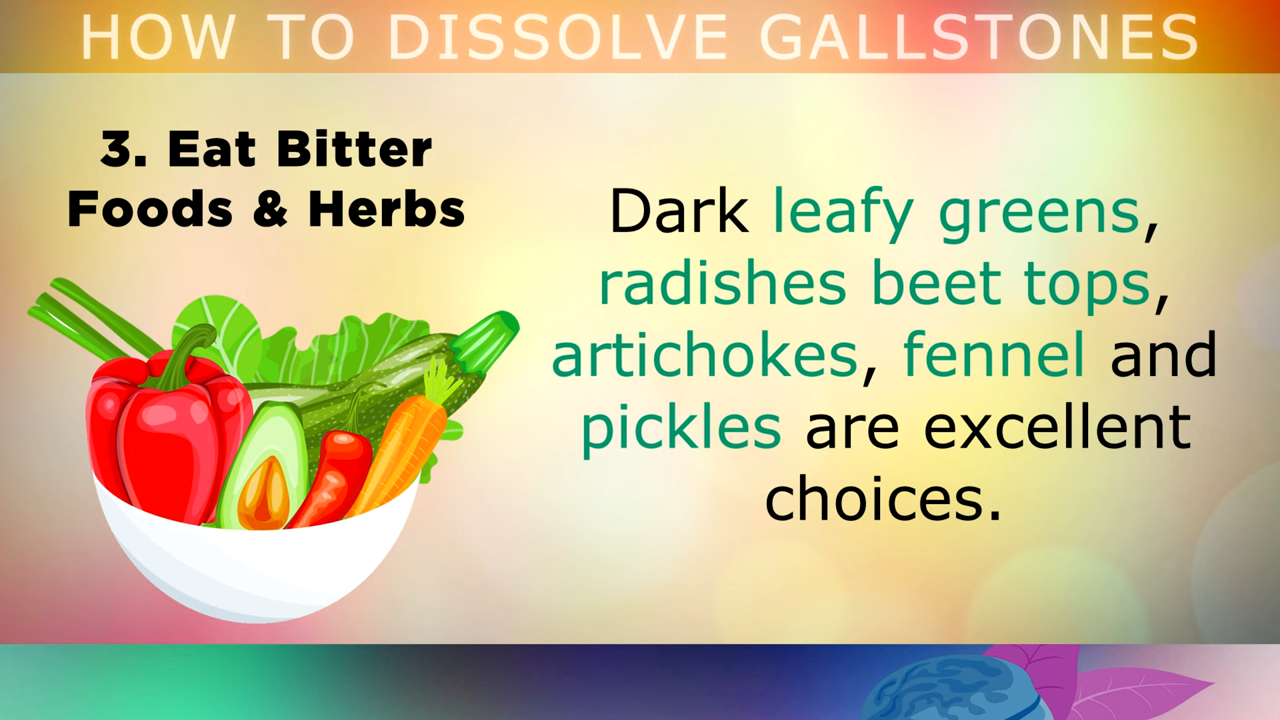 HOW TO DISSOLVE GALLSTONES
3. Eat Bitter
Foods & Herbs
Dark leafy greens,
radishes beet tops,
artichokes, fennel and
pickles are excellent
choices.